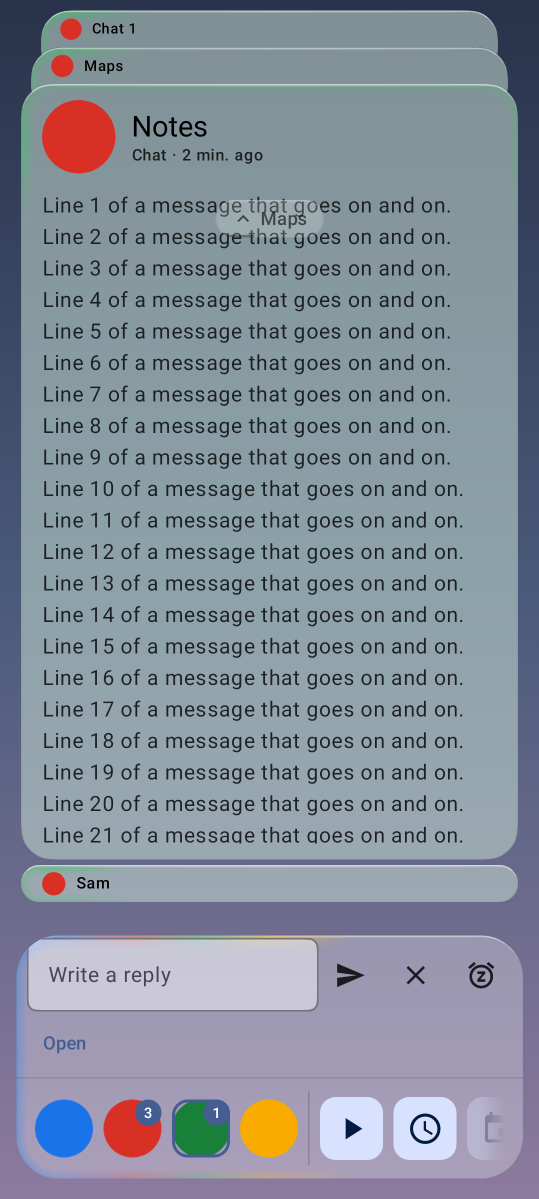 Chat 1
Maps
Notes
Chat · 2 min. ago
Line 1 of a message that goes on and on.
Maps
Line 2 of a message that goes on and on.
Line 3 of a message that goes on and on.
Line 4 of a message that goes on and on.
Line 5 of a message that goes on and on.
Line 6 of a message that goes on and on.
Line 7 of a message that goes on and on.
Line 8 of a message that goes on and on.
Line 9 of a message that goes on and on.
Line 10 of a message that goes on and on.
Line 11 of a message that goes on and on.
Line 12 of a message that goes on and on.
Line 13 of a message that goes on and on.
Line 14 of a message that goes on and on.
Line 15 of a message that goes on and on.
Line 16 of a message that goes on and on.
Line 17 of a message that goes on and on.
Line 18 of a message that goes on and on.
Line 19 of a message that goes on and on.
Line 20 of a message that goes on and on.
Line 21 of a message that goes on and on.
Sam
Write a reply
Open
3
1